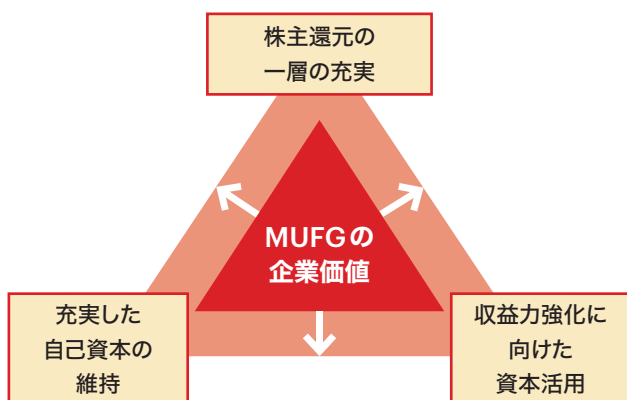 株主還元の
一層の充実
MUFGの
企業価値
充実した
自己資本の
維持
収益力強化に
向けた
資本活用